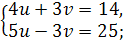 4u + 3v = 14,
5u − 3v = 25;